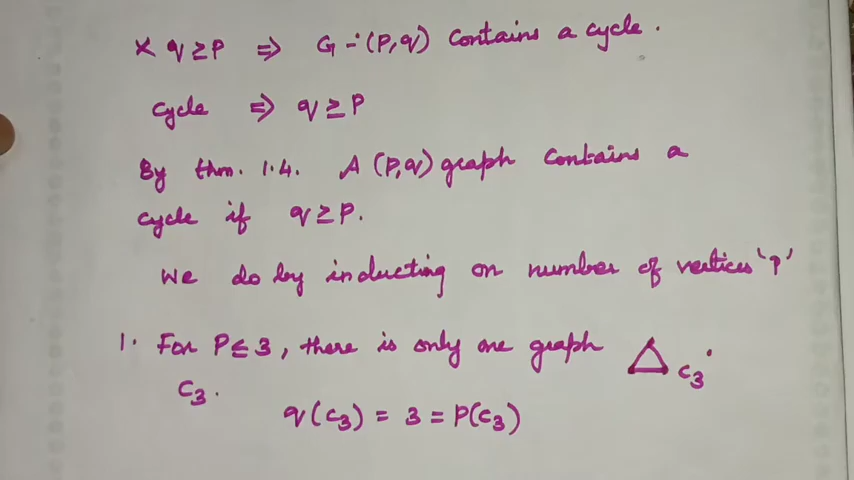 × q ≥ P ⇒ G - (P,q) contains a cycle.
cycle ⇒ q ≥ P
By thm. 1.4. A (P,q) graph contains a
cycle if q ≥ P.
We do by inducting on number of vertices 'P'
1. For P ≤ 3, there is only one graph
C₃.
C₃
q(C₃) = 3 = P(C₃)